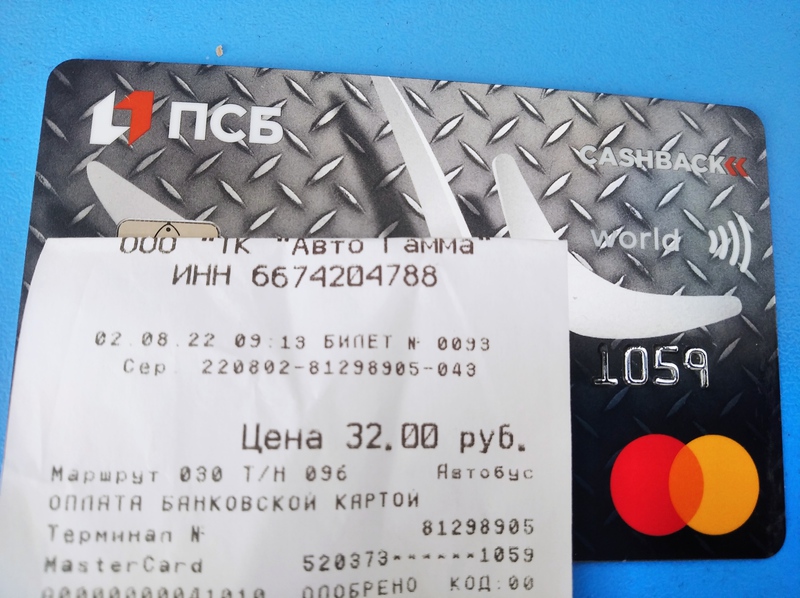 ПСБ
CASHBACK
world
1059
ООО "ТК "Авто Гамма"
ИНН 6674204788
02.08.22 09:13 БИЛЕТ № 0093
Сер. 220802-81298905-043
Цена 32.00 руб.
Маршрут 030 Т/Н 096 Автобус
ОПЛАТА БАНКОВСКОЙ КАРТОЙ
Терминал № 81298905
MasterCard 520373******1059
ОДОБРЕНО КОД:00